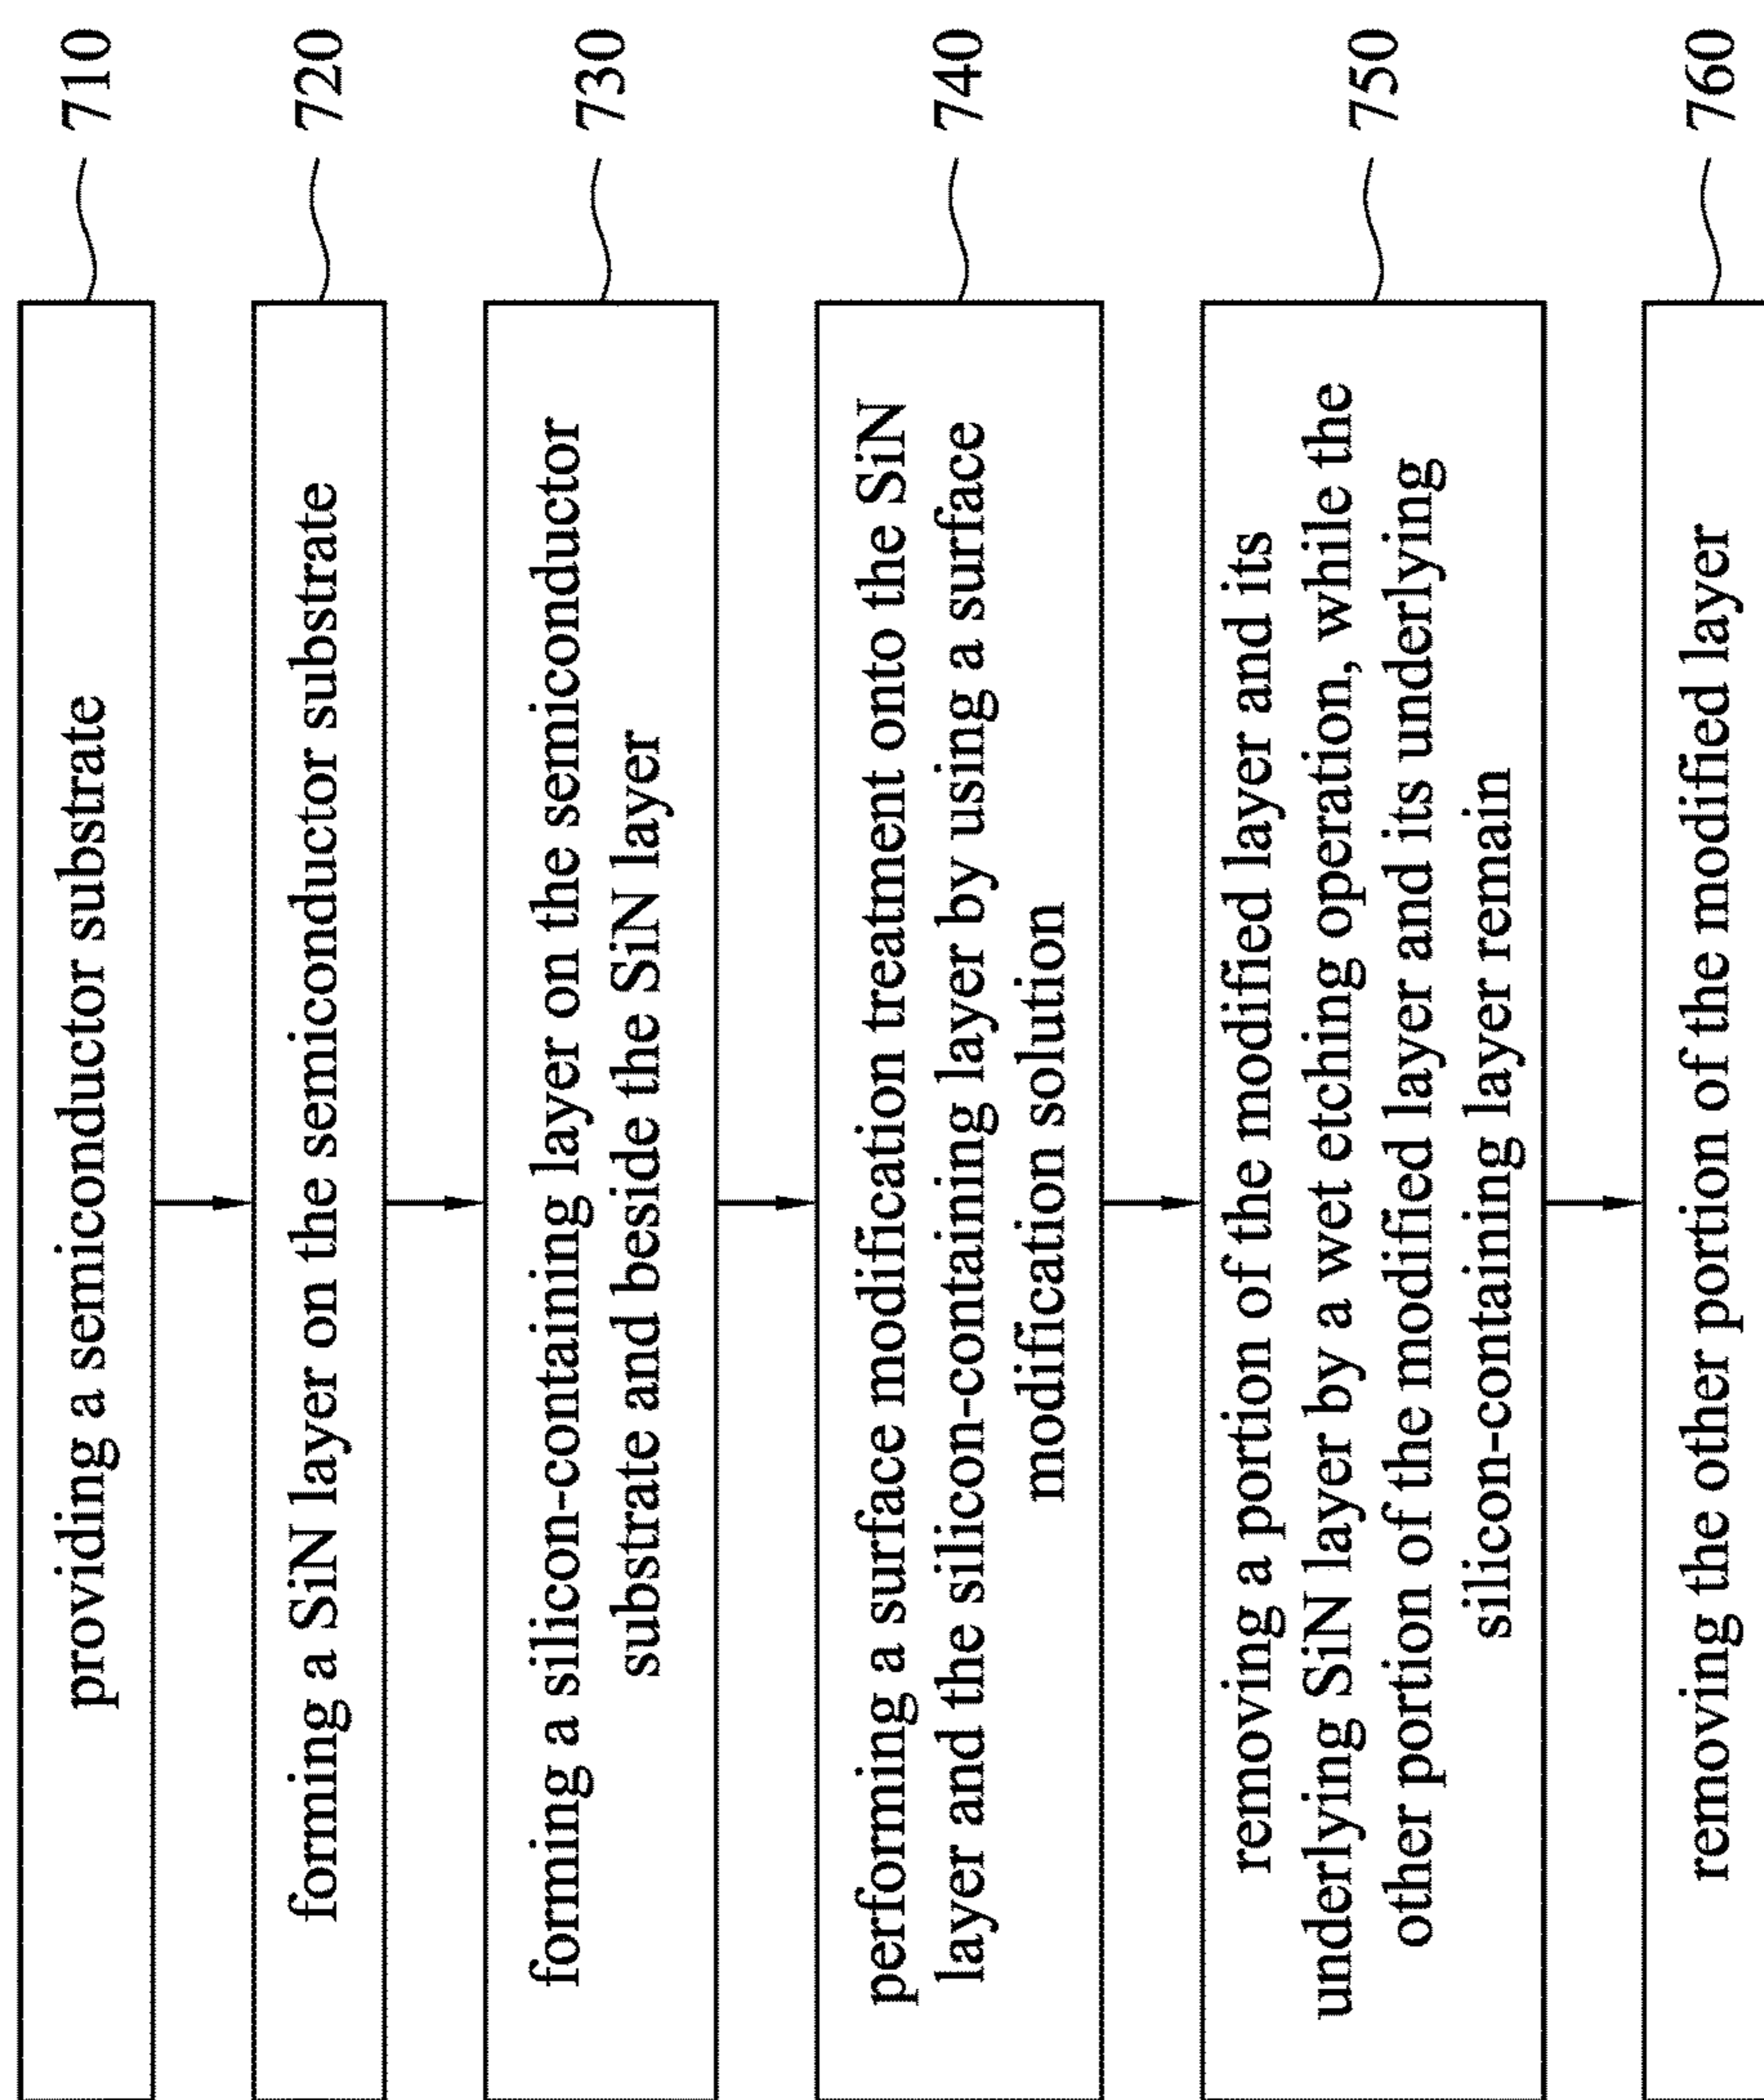 providing a semiconductor substrate
710
forming a SiN layer on the semiconductor substrate
720
forming a silicon-containing layer on the semiconductor
substrate and beside the SiN layer
730
performing a surface modification treatment onto the SiN
layer and the silicon-containing layer by using a surface
modification solution
740
removing a portion of the modified layer and its
underlying SiN layer by a wet etching operation, while the
other portion of the modified layer and its underlying
silicon-containing layer remain
750
removing the other portion of the modified layer
760